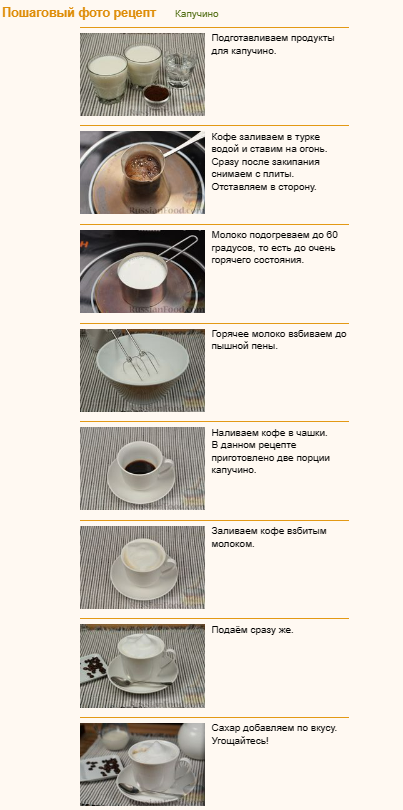 Пошаговый фото рецепт Капучино
Подготавливаем продукты
для капучино.
Кофе заливаем в турке
водой и ставим на огонь.
Сразу после закипания
снимаем с плиты.
Отставляем в сторону.
RussianFood.com
Молоко подогреваем до 60
градусов, то есть до очень
горячего состояния.
Горячее молоко взбиваем до
пышной пены.
Наливаем кофе в чашки.
В данном рецепте
приготовлено две порции
капучино.
Заливаем кофе взбитым
молоком.
Подаём сразу же.
Сахар добавляем по вкусу.
Угощайтесь!